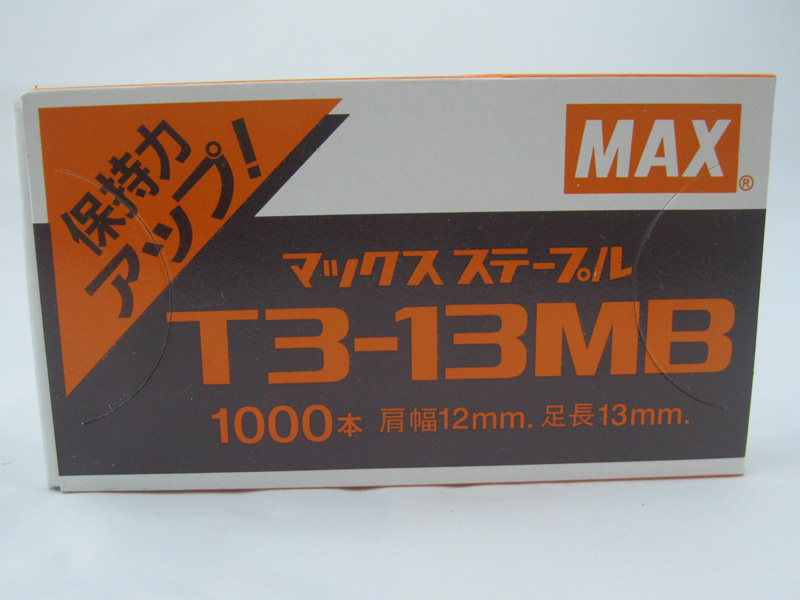 保持力
アップ!
MAX®
マックス ステープル
T3-13MB
1000本 肩幅12mm. 足長13mm.